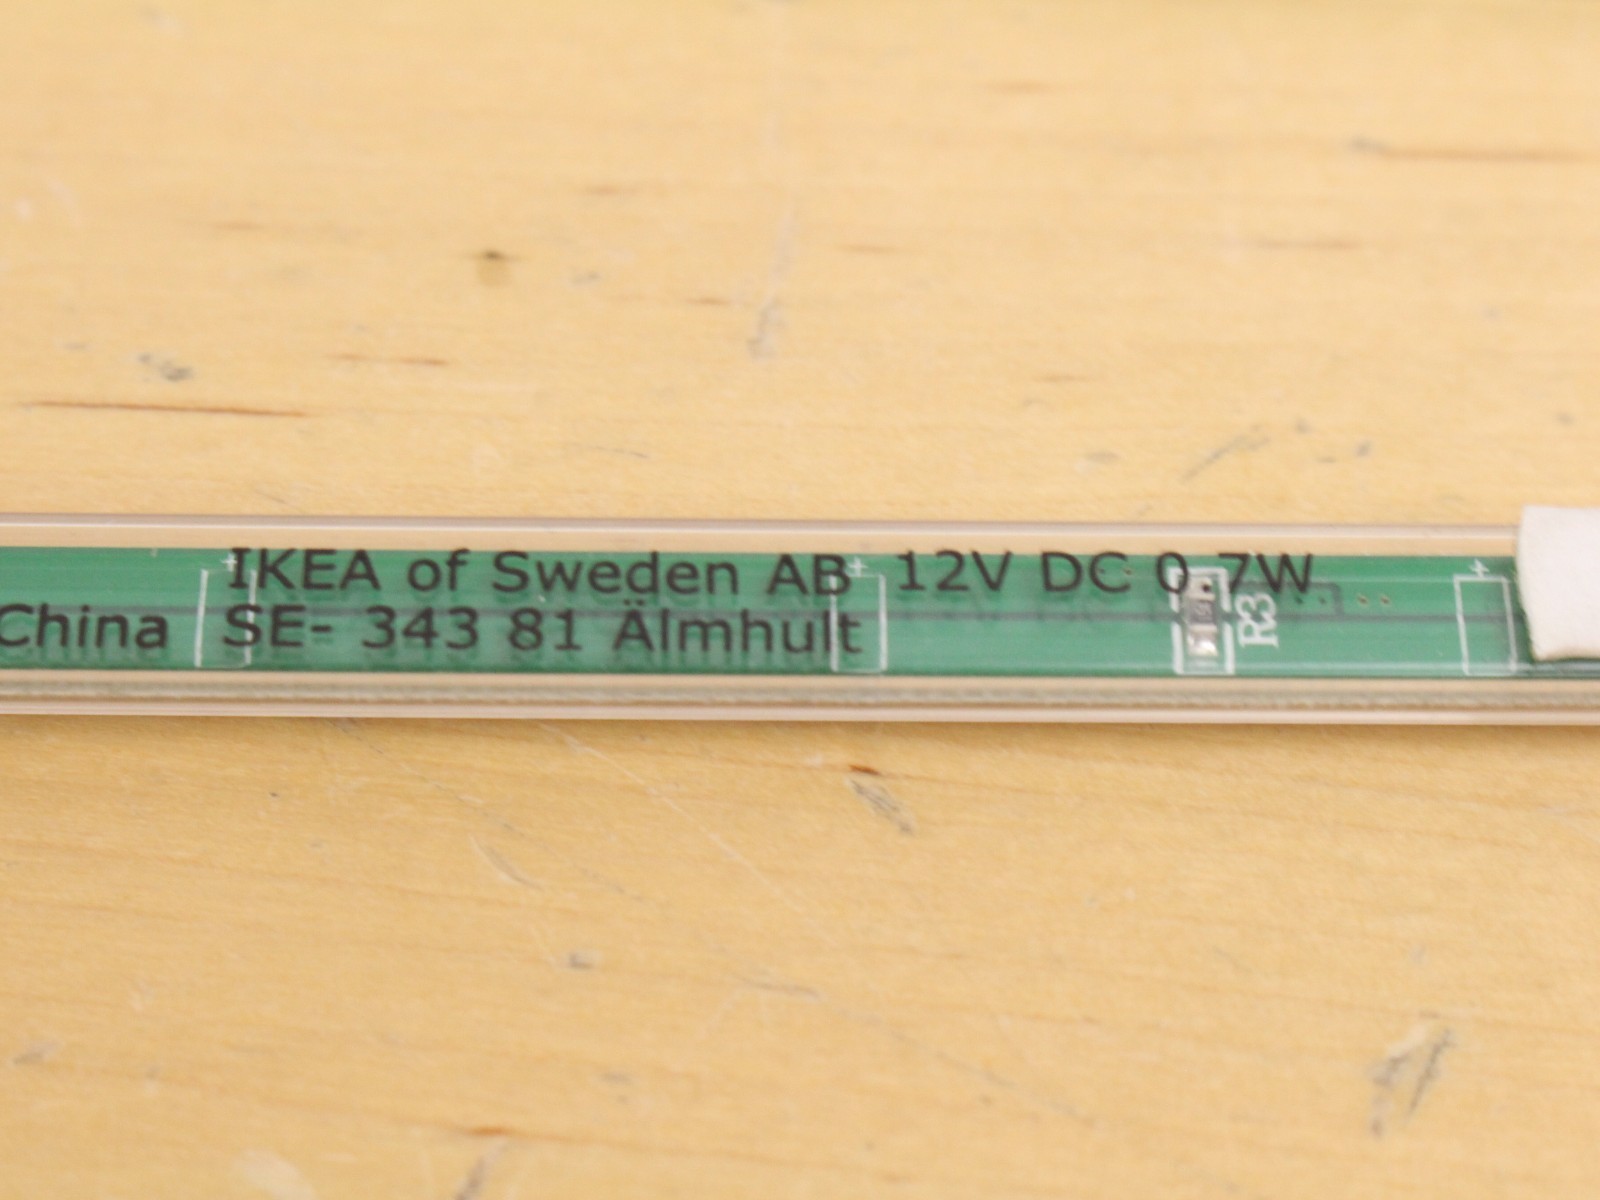 IKEA of Sweden AB 12V DC 0.7W
China SE- 343 81 Älmhult
R3